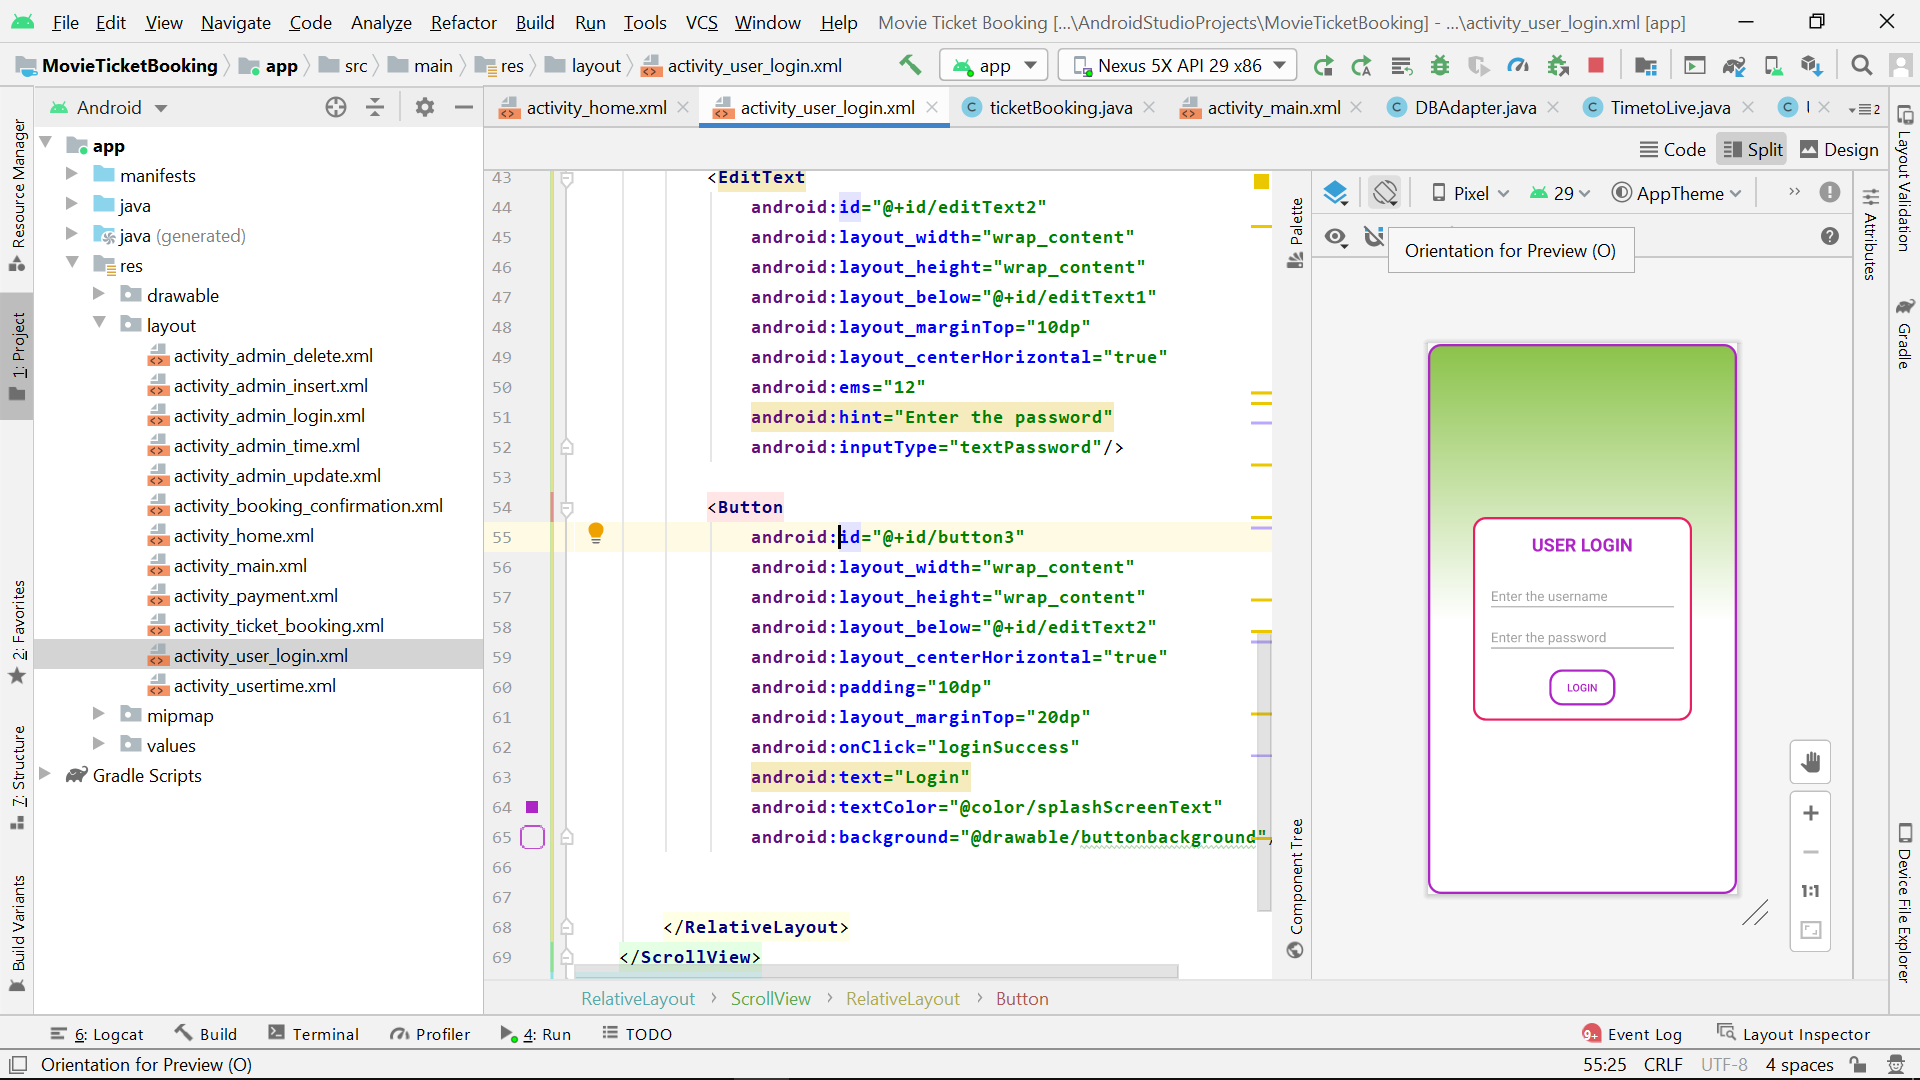 File Edit View Navigate Code Analyze Refactor Build Run Tools VCS Window Help Movie Ticket Booking [...\AndroidStudioProjects\MovieTicketBooking] - ...\activity_user_login.xml [app]
MovieTicketBooking app src main res layout activity_user_login.xml app Nexus 5X API 29 x86
Android
activity_home.xml activity_user_login.xml ticketBooking.java activity_main.xml DBAdapter.java TimetoLive.java 2
Code Split Design
1: Project
Resource Manager
2: Favorites
7: Structure
Build Variants
app
manifests
java
java (generated)
res
drawable
layout
activity_admin_delete.xml
activity_admin_insert.xml
activity_admin_login.xml
activity_admin_time.xml
activity_admin_update.xml
activity_booking_confirmation.xml
activity_home.xml
activity_main.xml
activity_payment.xml
activity_ticket_booking.xml
activity_user_login.xml
activity_usertime.xml
mipmap
values
Gradle Scripts
43 <EditText
44 android:id="@+id/editText2"
45 android:layout_width="wrap_content"
46 android:layout_height="wrap_content"
47 android:layout_below="@+id/editText1"
48 android:layout_marginTop="10dp"
49 android:layout_centerHorizontal="true"
50 android:ems="12"
51 android:hint="Enter the password"
52 android:inputType="textPassword"/>
53
54 <Button
55 android:id="@+id/button3"
56 android:layout_width="wrap_content"
57 android:layout_height="wrap_content"
58 android:layout_below="@+id/editText2"
59 android:layout_centerHorizontal="true"
60 android:padding="10dp"
61 android:layout_marginTop="20dp"
62 android:onClick="loginSuccess"
63 android:text="Login"
64 android:textColor="@color/splashScreenText"
65 android:background="@drawable/buttonbackground"
66
67
68 </RelativeLayout>
69 </ScrollView>
RelativeLayout › ScrollView › RelativeLayout › Button
Palette
Component Tree
Pixel 29 AppTheme
Orientation for Preview (O)
USER LOGIN
Enter the username
Enter the password
LOGIN
1:1
Attributes
Layout Validation
Gradle
Device File Explorer
6: Logcat Build Terminal Profiler 4: Run TODO 9+ Event Log Layout Inspector
Orientation for Preview (O) 55:25 CRLF UTF-8 4 spaces